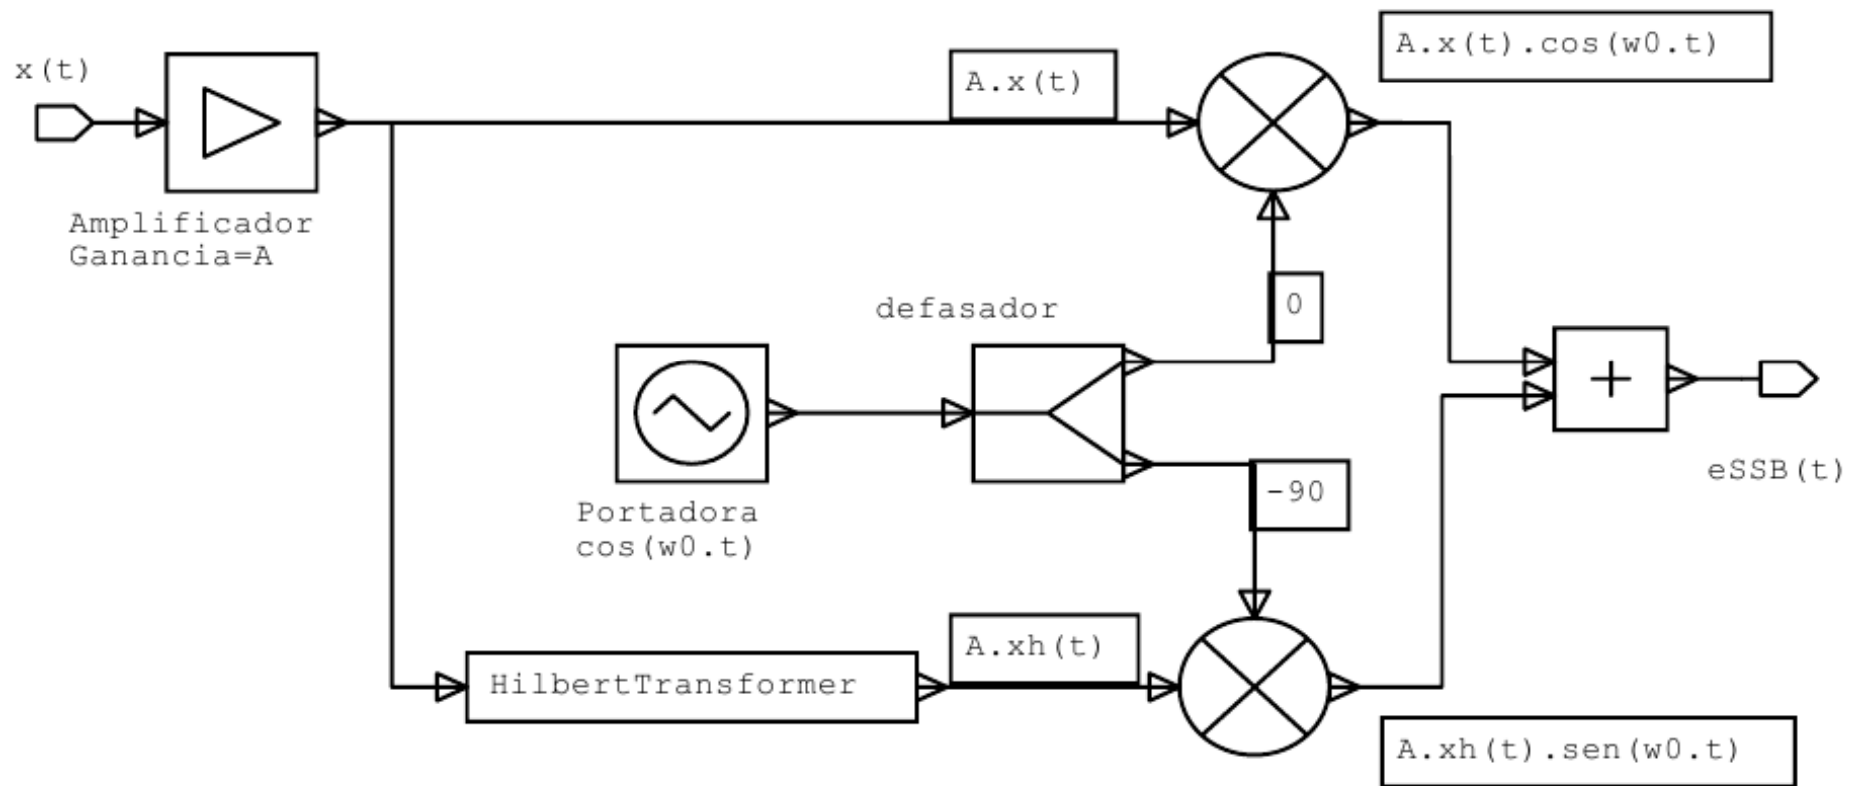 x(t)
Amplificador
Ganancia=A
A.x(t)
A.x(t).cos(w0.t)
defasador
0
Portadora
cos(w0.t)
-90
+
eSSB(t)
HilbertTransformer
A.xh(t)
A.xh(t).sen(w0.t)